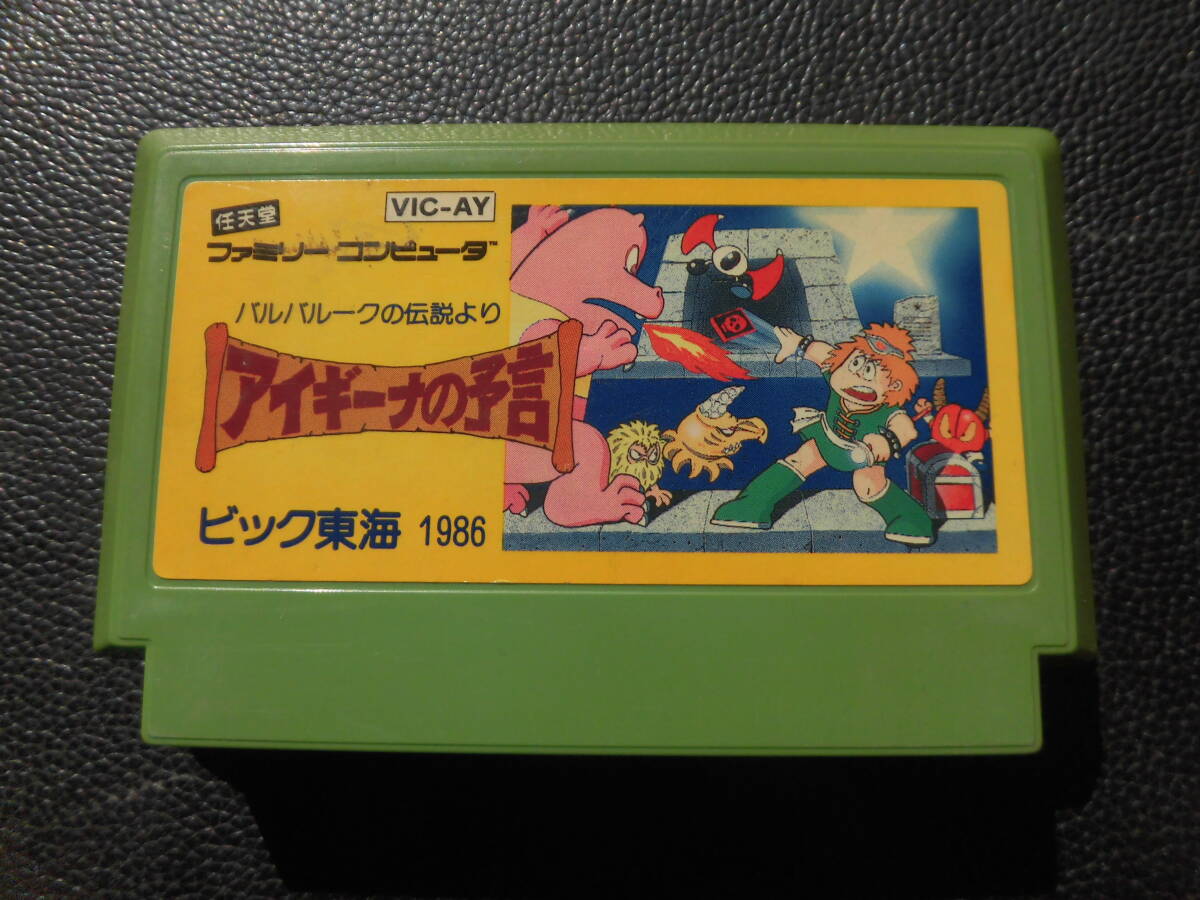 任天堂
VIC-AY
ファミリーコンピュータ™
バルバルークの伝説より
アイギーナの予言
ビック東海 1986